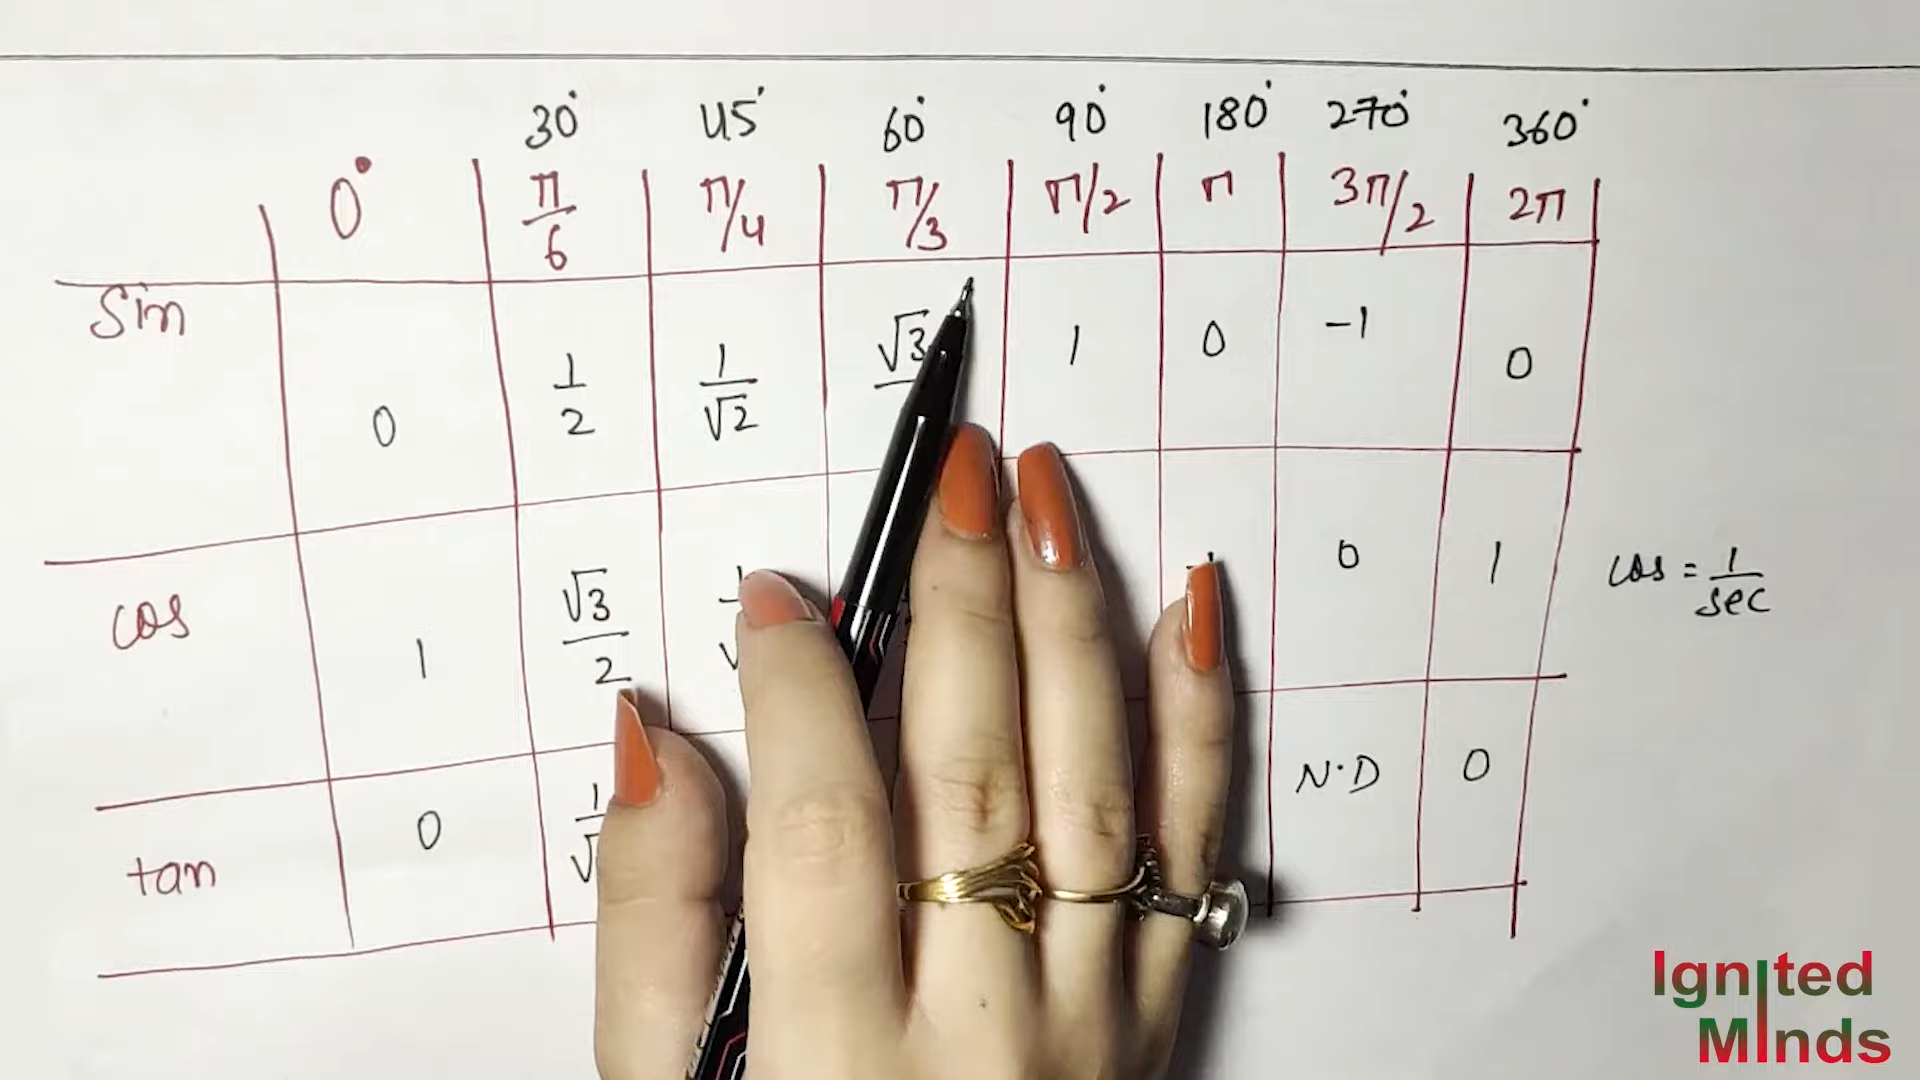 30° 45° 60° 90° 180° 270° 360°
0° π/6 π/4 π/3 π/2 π 3π/2 2π
Sin 0 1/2 1/√2 √3 1 0 -1 0
cos 1 √3/2 0 1 cos = 1/sec
tan 0 1/√ N.D 0
Ignited
Minds